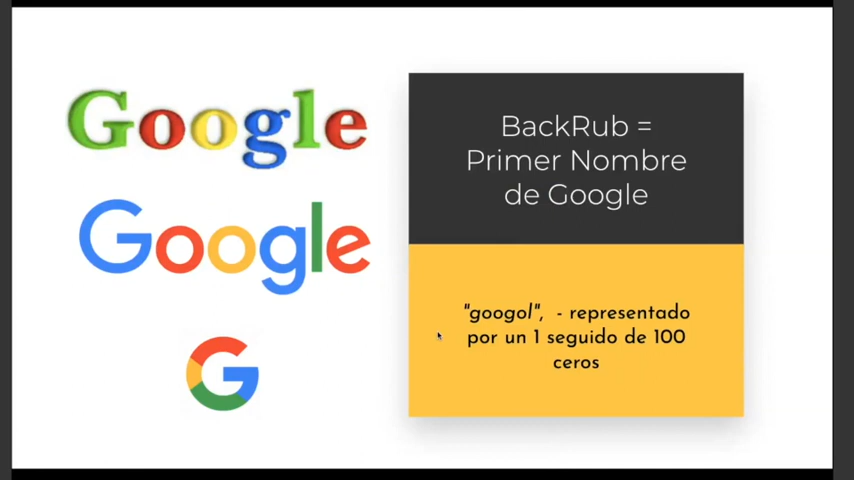 Google
Google
G
BackRub =
Primer Nombre
de Google
"googol",  - representado
por un 1 seguido de 100
ceros